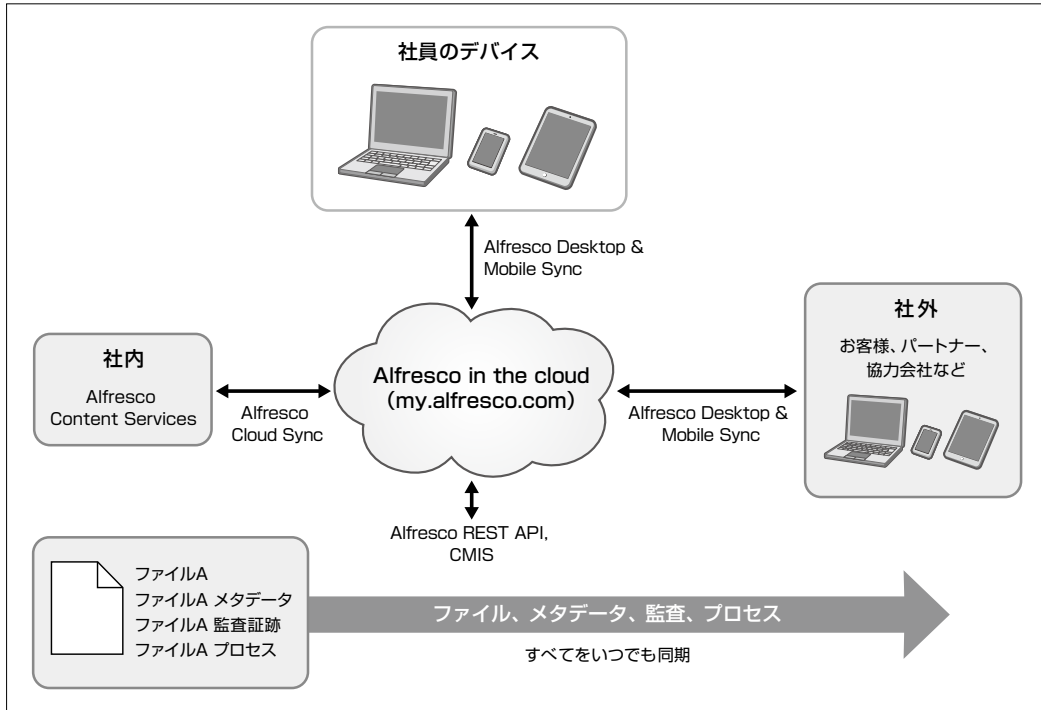 社員のデバイス
Alfresco Desktop &
Mobile Sync
社内
Alfresco
Content Services
Alfresco
Cloud Sync
Alfresco in the cloud
(my.alfresco.com)
Alfresco Desktop &
Mobile Sync
社外
お客様、パートナー、
協力会社など
Alfresco REST API,
CMIS
ファイルA
ファイルA メタデータ
ファイルA 監査証跡
ファイルA プロセス
ファイル、メタデータ、監査、プロセス
すべてをいつでも同期